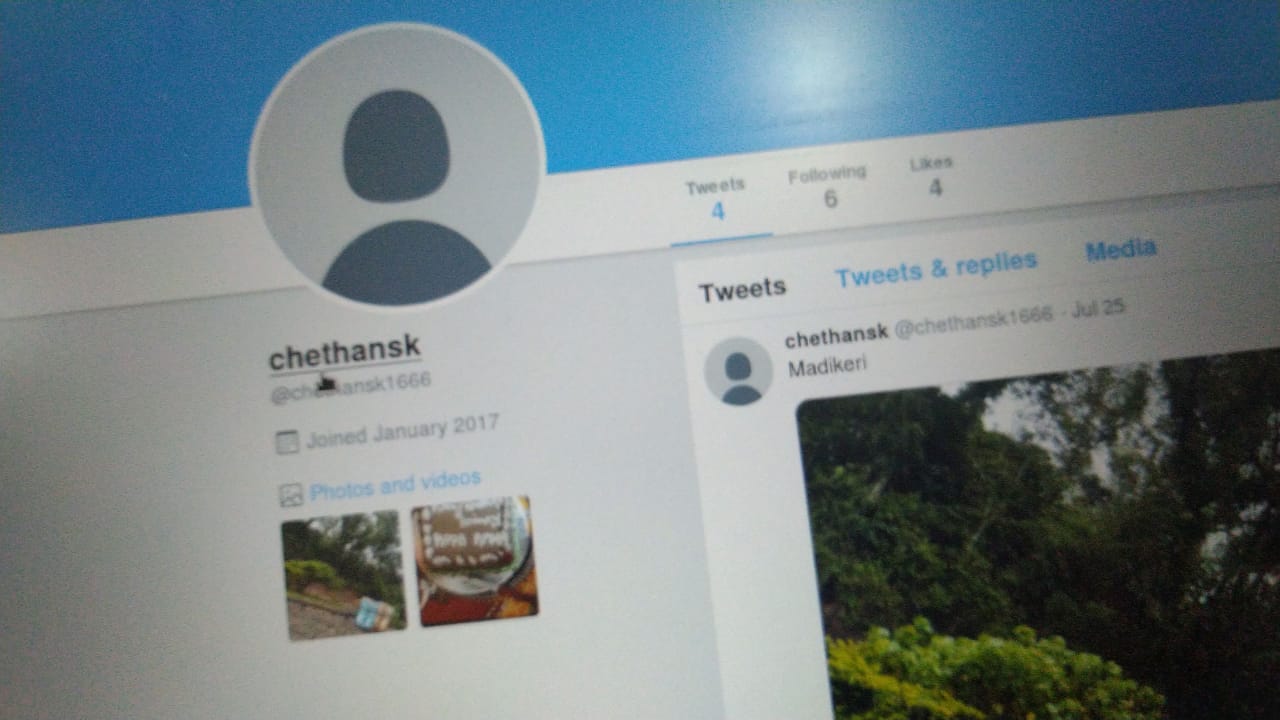 Tweets
4
Following
6
Likes
4
chethansk
@chethansk1666
Joined January 2017
Photos and videos
Tweets
Tweets & replies
Media
chethansk @chethansk1666 · Jul 25
Madikeri